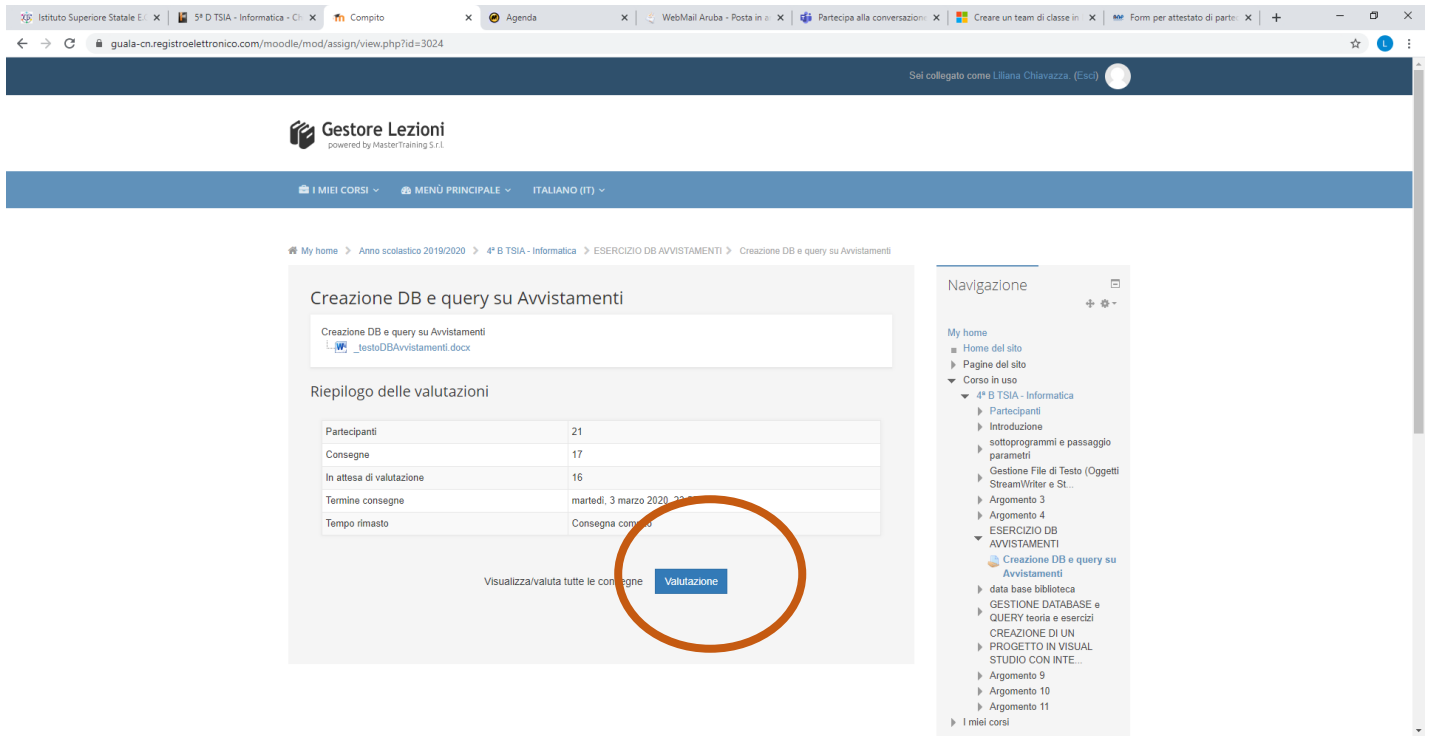 Istituto Superiore Statale E.
5ª D TSIA - Informatica - Ch
Compito
Agenda
WebMail Aruba - Posta in a
Partecipa alla conversazione
Creare un team di classe in
Form per attestato di parte
guala-cn.registroelettronico.com/moodle/mod/assign/view.php?id=3024
L
Sei collegato come Liliana Chiavazza. (Esci)
Gestore Lezioni
powered by MasterTraining S.r.l.
I MIEI CORSI
MENÙ PRINCIPALE
ITALIANO (IT)
My home > Anno scolastico 2019/2020 > 4ª B TSIA - Informatica > ESERCIZIO DB AVVISTAMENTI > Creazione DB e query su Avvistamenti
Creazione DB e query su Avvistamenti
Creazione DB e query su Avvistamenti
_testoDBAvvistamenti.docx
Riepilogo delle valutazioni
Partecipanti 21
Consegne 17
In attesa di valutazione 16
Termine consegne martedì, 3 marzo 2020,
Tempo rimasto Consegna
Visualizza/valuta tutte le consegne Valutazione
Navigazione
My home
Home del sito
Pagine del sito
Corso in uso
4ª B TSIA - Informatica
Partecipanti
Introduzione
sottoprogrammi e passaggio
parametri
Gestione File di Testo (Oggetti
StreamWriter e St...
Argomento 3
Argomento 4
ESERCIZIO DB
AVVISTAMENTI
Creazione DB e query su
Avvistamenti
data base biblioteca
GESTIONE DATABASE e
QUERY teoria e esercizi
CREAZIONE DI UN
PROGETTO IN VISUAL
STUDIO CON INTE...
Argomento 9
Argomento 10
Argomento 11
I miei corsi